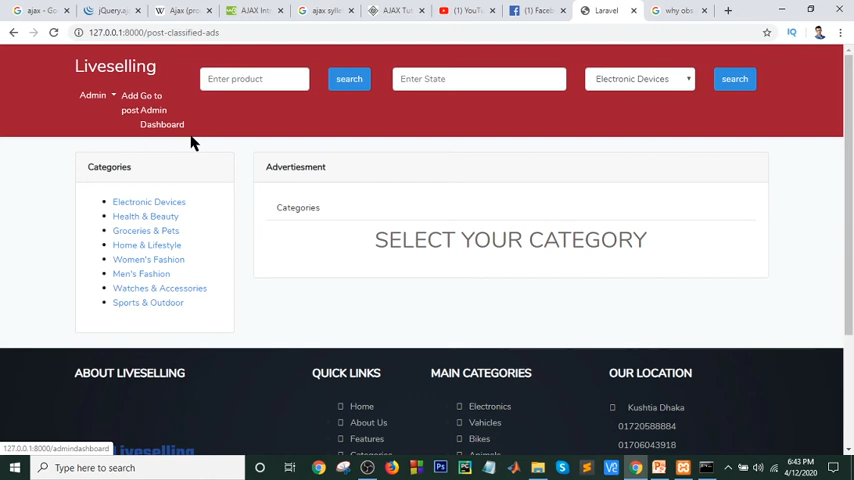 ajax - Go
jQuery.aj
Ajax (pro
AJAX Int
ajax syll
AJAX Tut
(1) YouT
(1) Faceb
Laravel
why obs
127.0.0.1:8000/post-classified-ads
IQ
Liveselling
Enter product
search
Enter State
Electronic Devices
search
Admin
Add post
Go to Admin Dashboard
Categories
Electronic Devices
Health & Beauty
Groceries & Pets
Home & Lifestyle
Women's Fashion
Men's Fashion
Watches & Accessories
Sports & Outdoor
Advertiesment
Categories
SELECT YOUR CATEGORY
ABOUT LIVESELLING
Liveselling
QUICK LINKS
Home
About Us
Features
MAIN CATEGORIES
Electronics
Vehicles
Bikes
OUR LOCATION
Kushtia Dhaka
01720588884
01706043918
127.0.0.1:8000/admindashboard
Type here to search
6:43 PM
4/12/2020